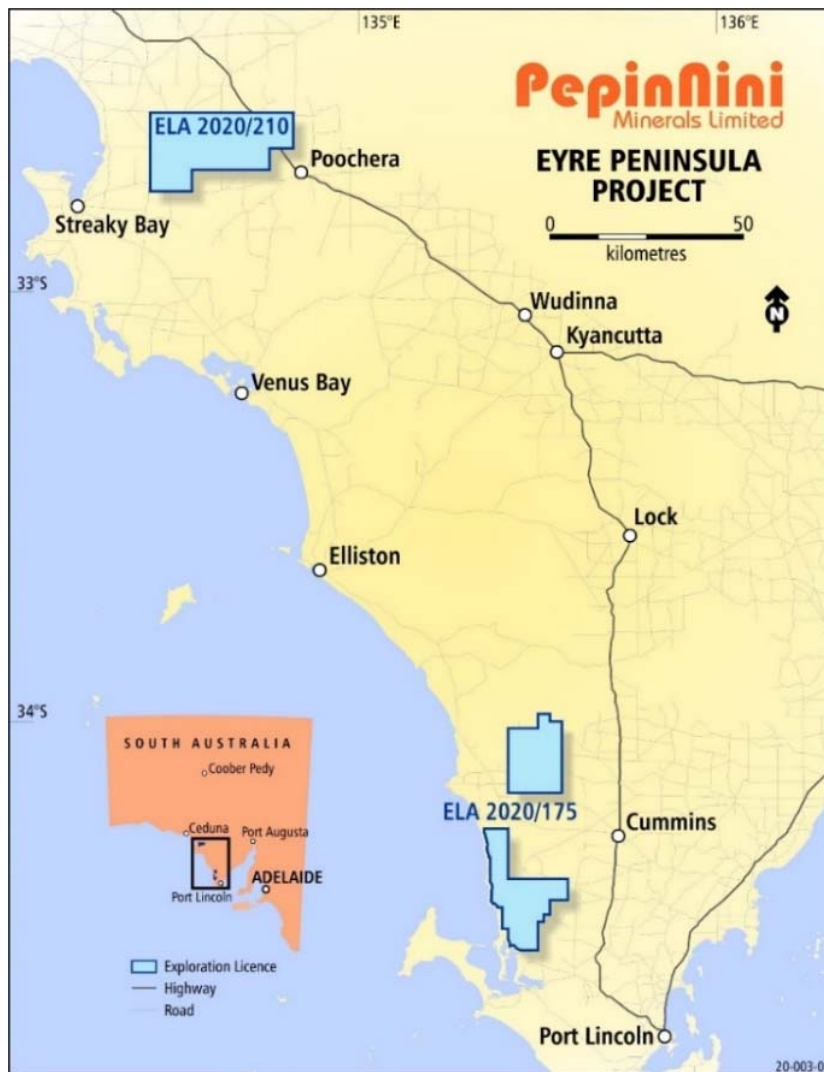 135°E
136°E
PepinNini
Minerals Limited
EYRE PENINSULA
PROJECT
0 50
kilometres
N
ELA 2020/210
Poochera
Streaky Bay
33°S
Wudinna
Kyancutta
Venus Bay
Lock
Elliston
34°S
SOUTH AUSTRALIA
Coober Pedy
Ceduna
Port Augusta
ADELAIDE
Port Lincoln
ELA 2020/175
Cummins
Exploration Licence
Highway
Road
Port Lincoln
20-003-0